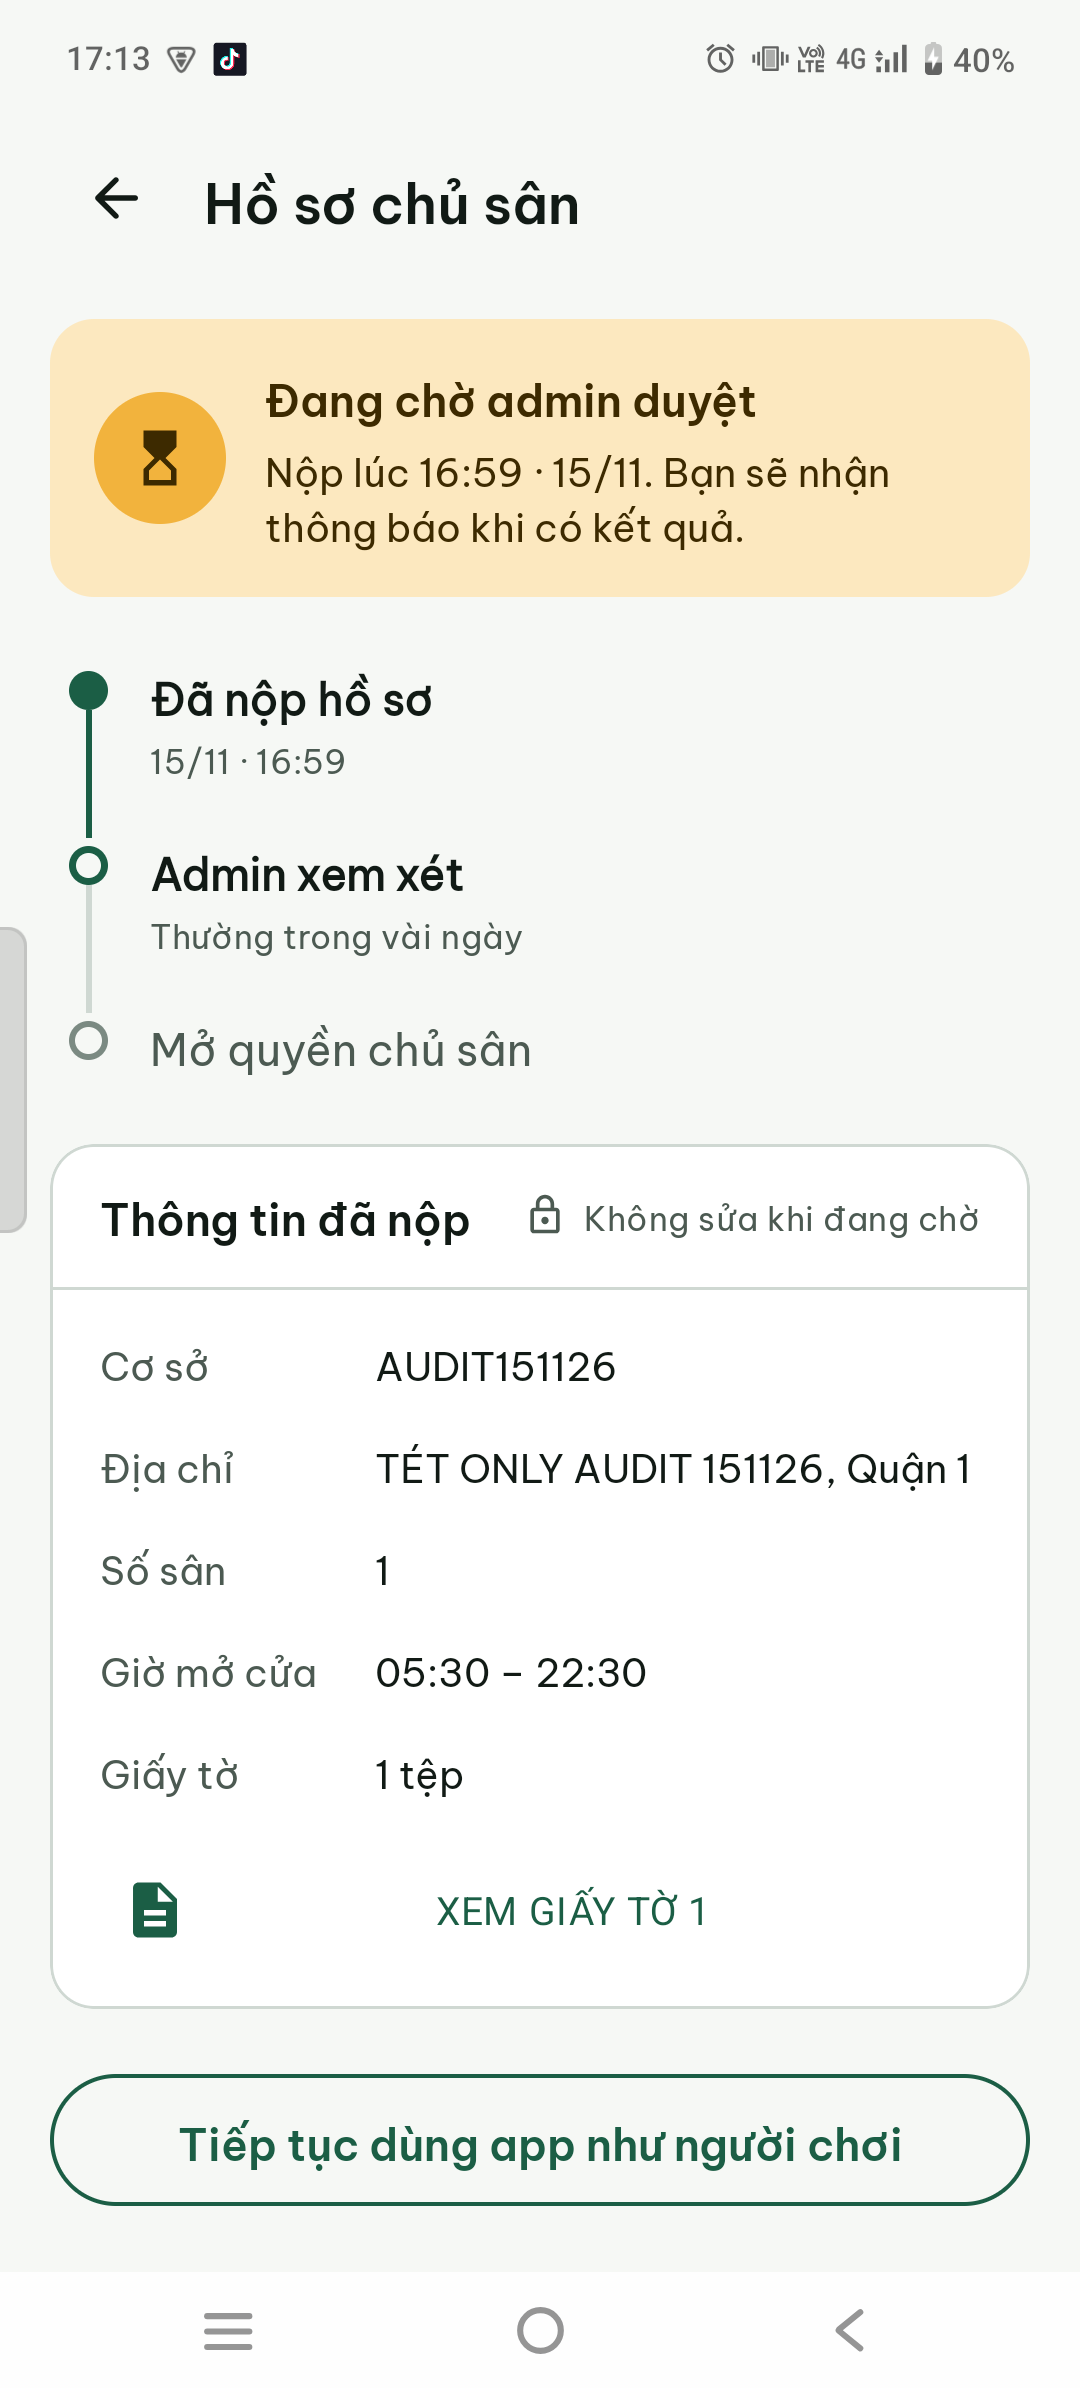 17:13
VoD LTE 4G 40%
Hồ sơ chủ sân
Đang chờ admin duyệt
Nộp lúc 16:59 · 15/11. Bạn sẽ nhận
thông báo khi có kết quả.
Đã nộp hồ sơ
15/11 · 16:59
Admin xem xét
Thường trong vài ngày
Mở quyền chủ sân
Thông tin đã nộp
Không sửa khi đang chờ
Cơ sở AUDIT151126
Địa chỉ TÉT ONLY AUDIT 151126, Quận 1
Số sân 1
Giờ mở cửa 05:30 – 22:30
Giấy tờ 1 tệp
XEM GIẤY TỜ 1
Tiếp tục dùng app như người chơi